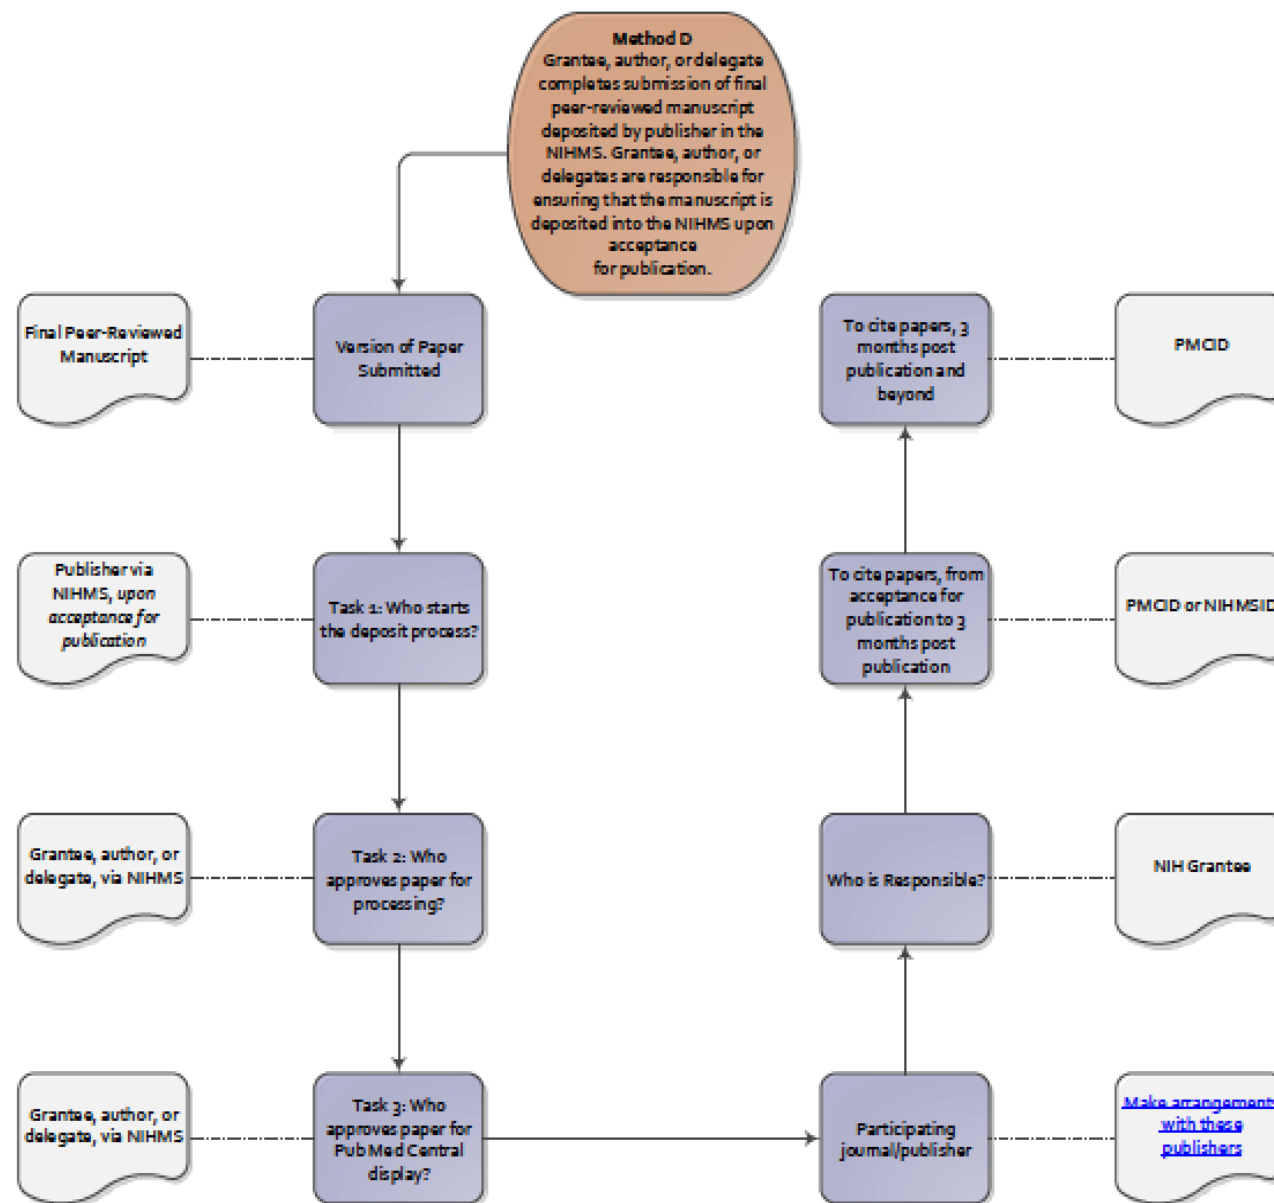 Method D
Grantee, author, or delegate
completes submission of final
peer-reviewed manuscript
deposited by publisher in the
NIHMS. Grantee, author, or
delegates are responsible for
ensuring that the manuscript is
deposited into the NIHMS upon
acceptance
for publication.
Final Peer-Reviewed
Manuscript
Version of Paper
Submitted
To cite papers, 3
months post
publication and
beyond
PMCID
Publisher via
NIHMS, upon
acceptance for
publication
Task 1: Who starts
the deposit process?
To cite papers, from
acceptance for
publication to 3
months post
publication
PMCID or NIHMSID
Grantee, author, or
delegate, via NIHMS
Task 2: Who
approves paper for
processing?
Who is Responsible?
NIH Grantee
Grantee, author, or
delegate, via NIHMS
Task 3: Who
approves paper for
PubMed Central
display?
Participating
journal/publisher
Make arrangements
with these
publishers